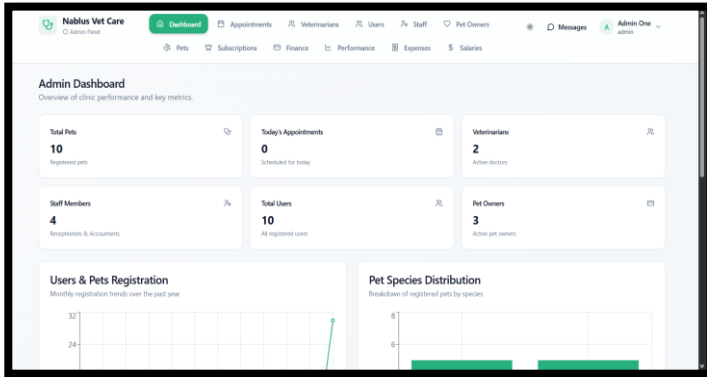 Nablus Vet Care
Admin Panel
Dashboard
Appointments
Veterinarians
Users
Staff
Pet Owners
Messages
A
Admin One
admin
Pets
Subscriptions
Finance
Performance
Expenses
$ Salaries
Admin Dashboard
Overview of clinic performance and key metrics.
Total Pets
10
Registered pets
Today's Appointments
0
Scheduled for today
Veterinarians
2
Active doctors
Staff Members
4
Receptionists & Accountants
Total Users
10
All registered users
Pet Owners
3
Active pet owners
Users & Pets Registration
Monthly registration trends over the past year
32
24
Pet Species Distribution
Breakdown of registered pets by species
8
6